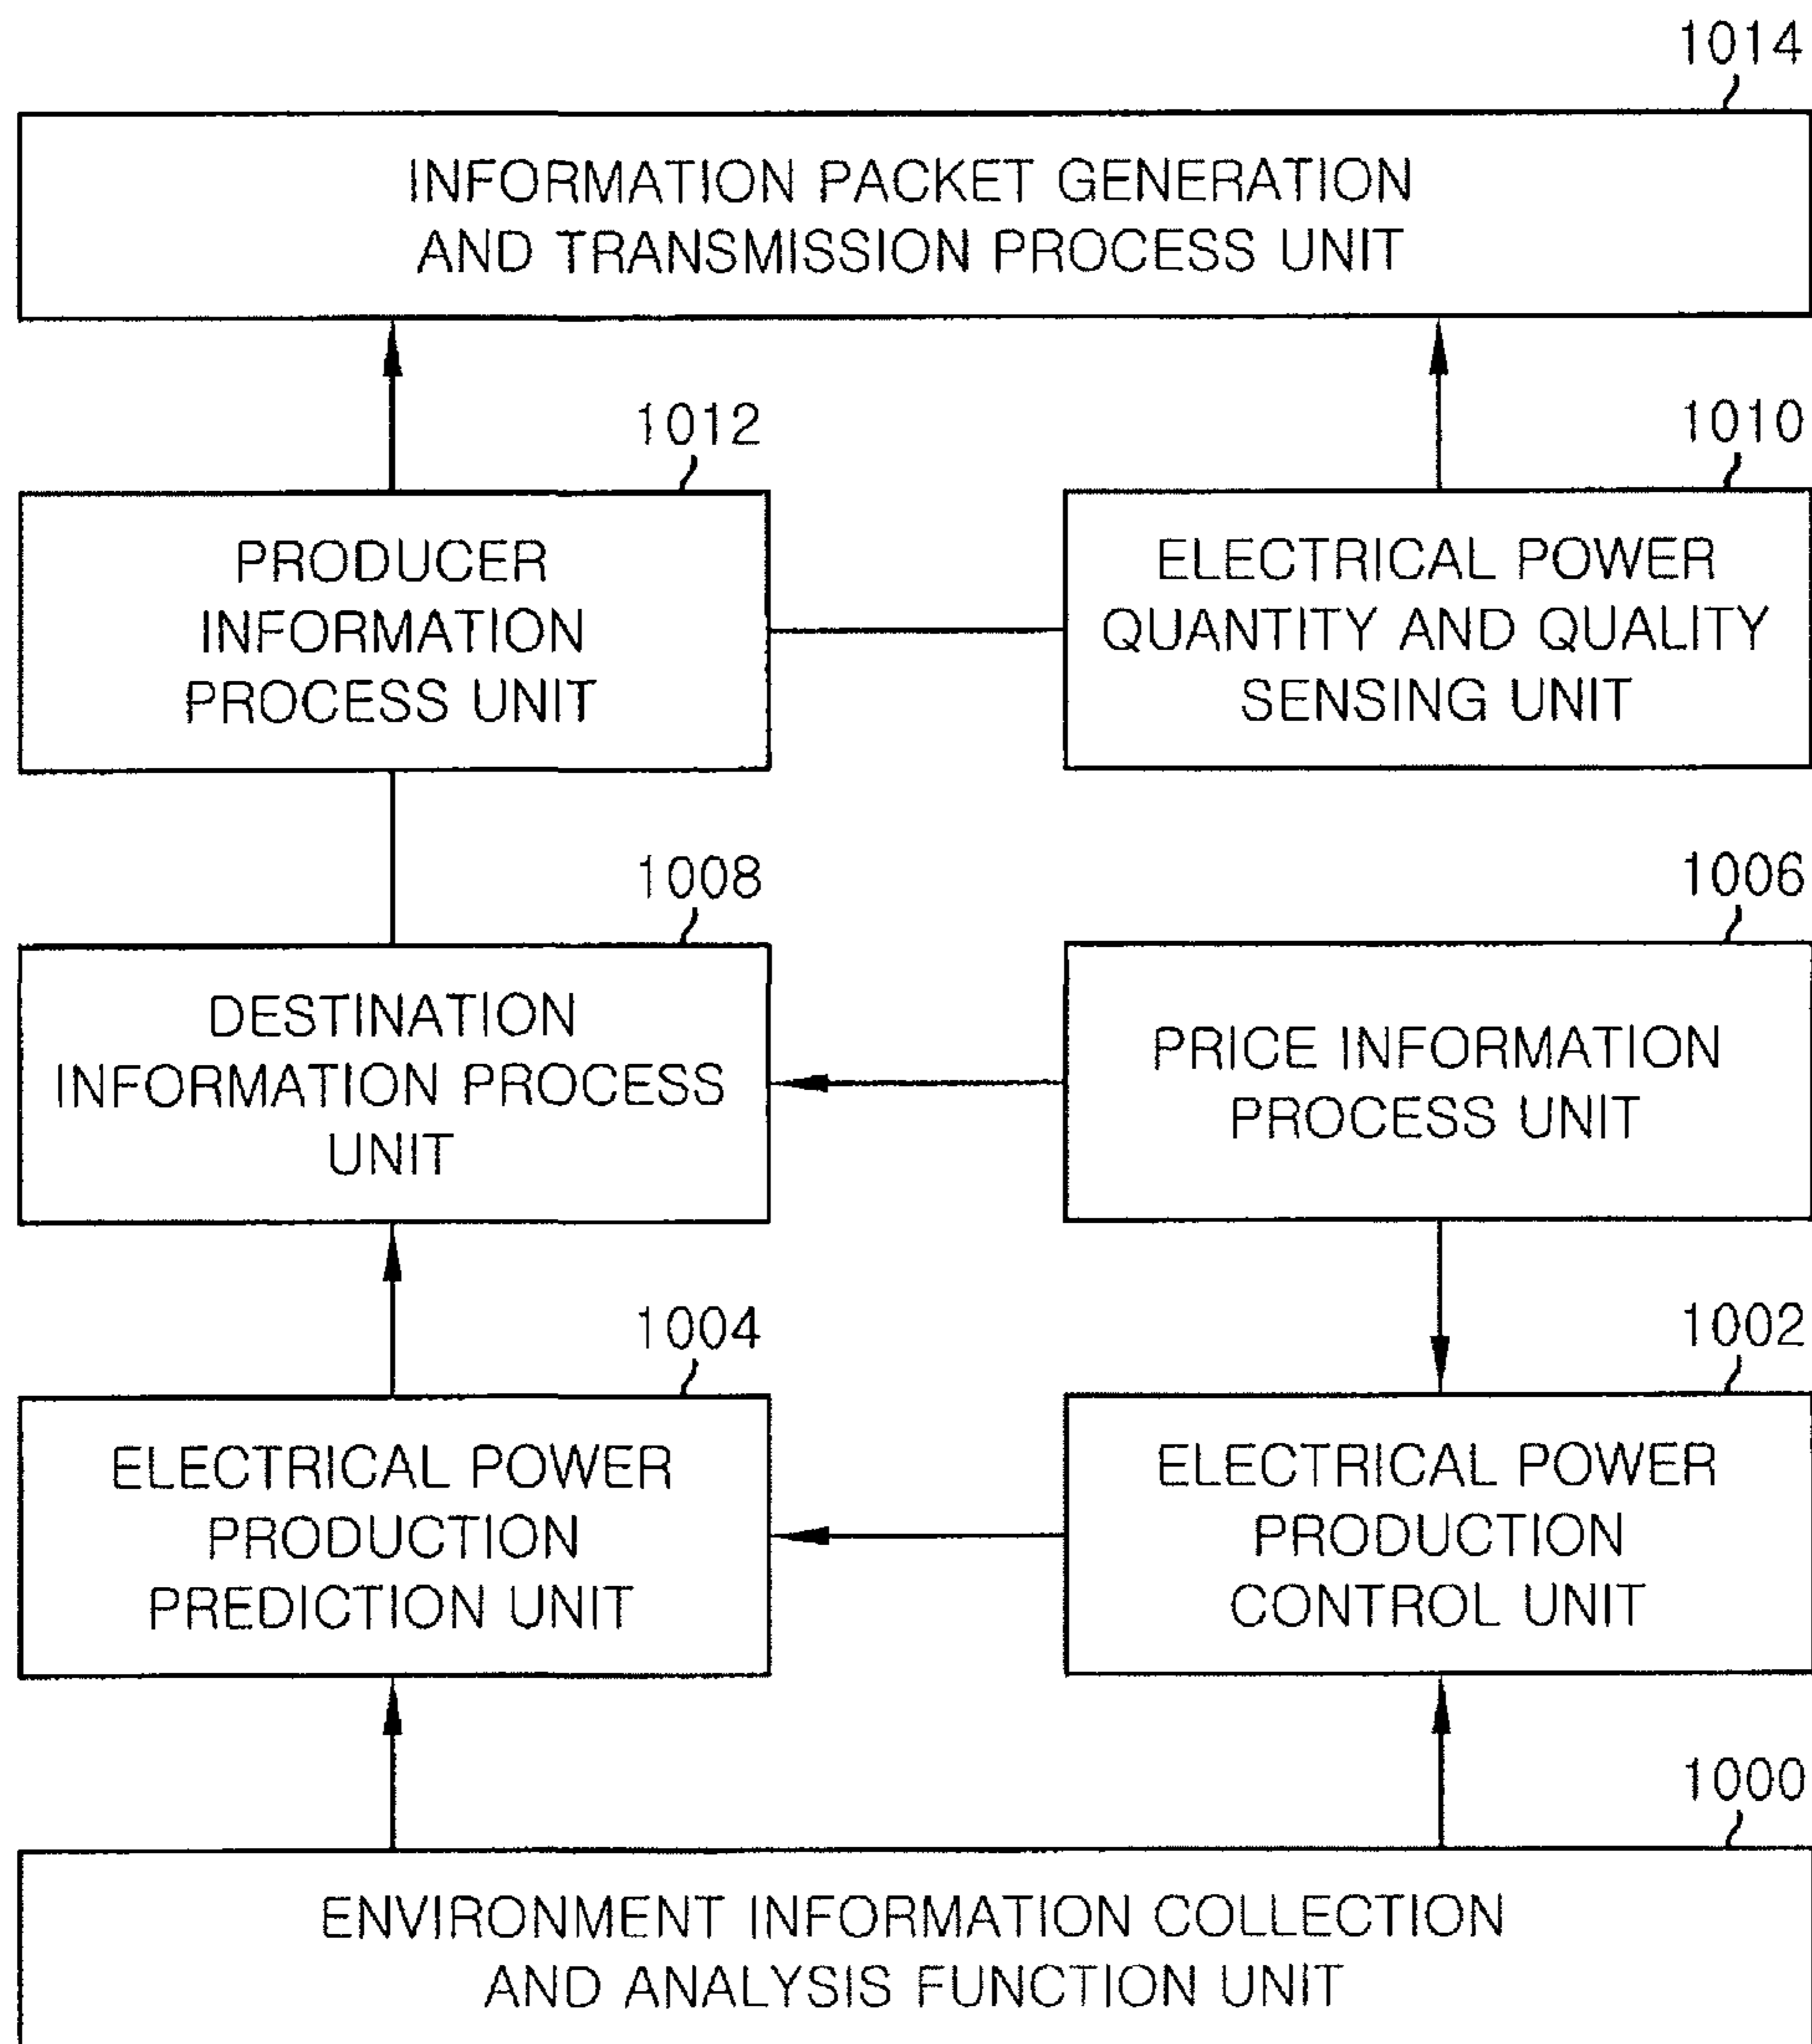 1014
INFORMATION PACKET GENERATION
AND TRANSMISSION PROCESS UNIT
1012
PRODUCER
INFORMATION
PROCESS UNIT
1010
ELECTRICAL POWER
QUANTITY AND QUALITY
SENSING UNIT
1008
DESTINATION
INFORMATION PROCESS
UNIT
1006
PRICE INFORMATION
PROCESS UNIT
1004
ELECTRICAL POWER
PRODUCTION
PREDICTION UNIT
1002
ELECTRICAL POWER
PRODUCTION
CONTROL UNIT
1000
ENVIRONMENT INFORMATION COLLECTION
AND ANALYSIS FUNCTION UNIT